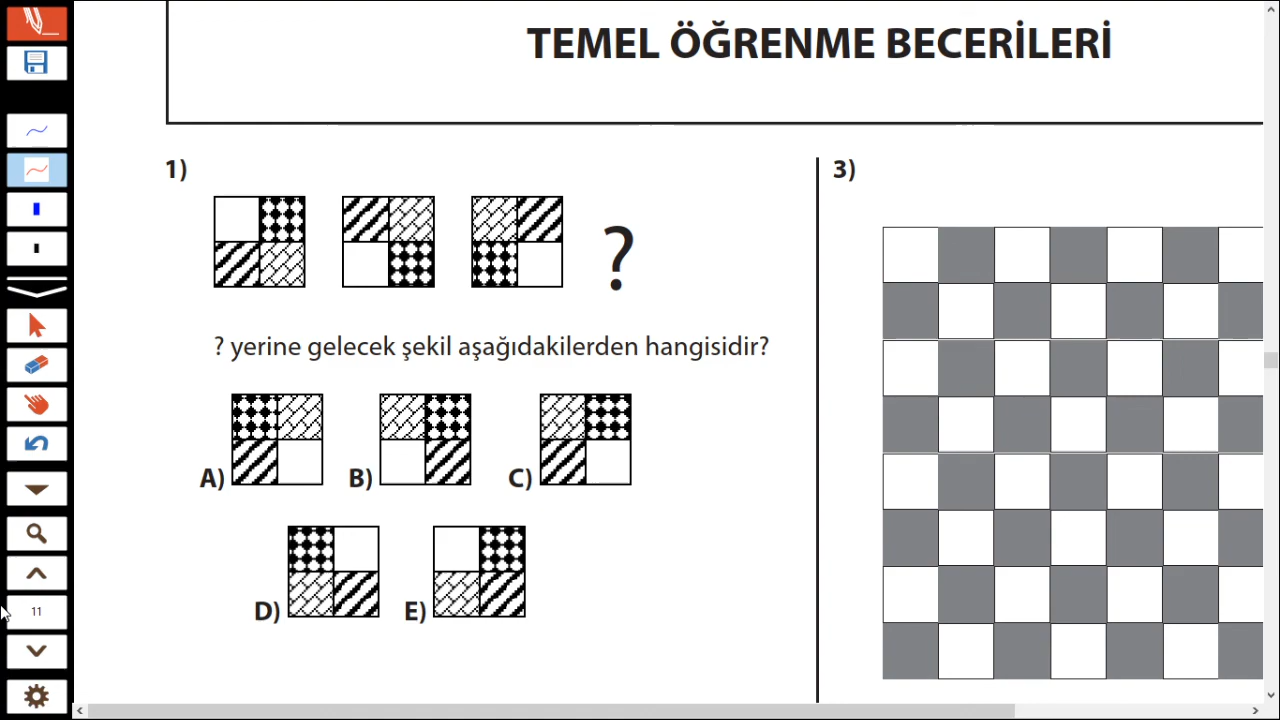 TEMEL ÖĞRENME BECERİLERİ
1)
?
? yerine gelecek şekil aşağıdakilerden hangisidir?
A)
B)
C)
D)
E)
3)
11